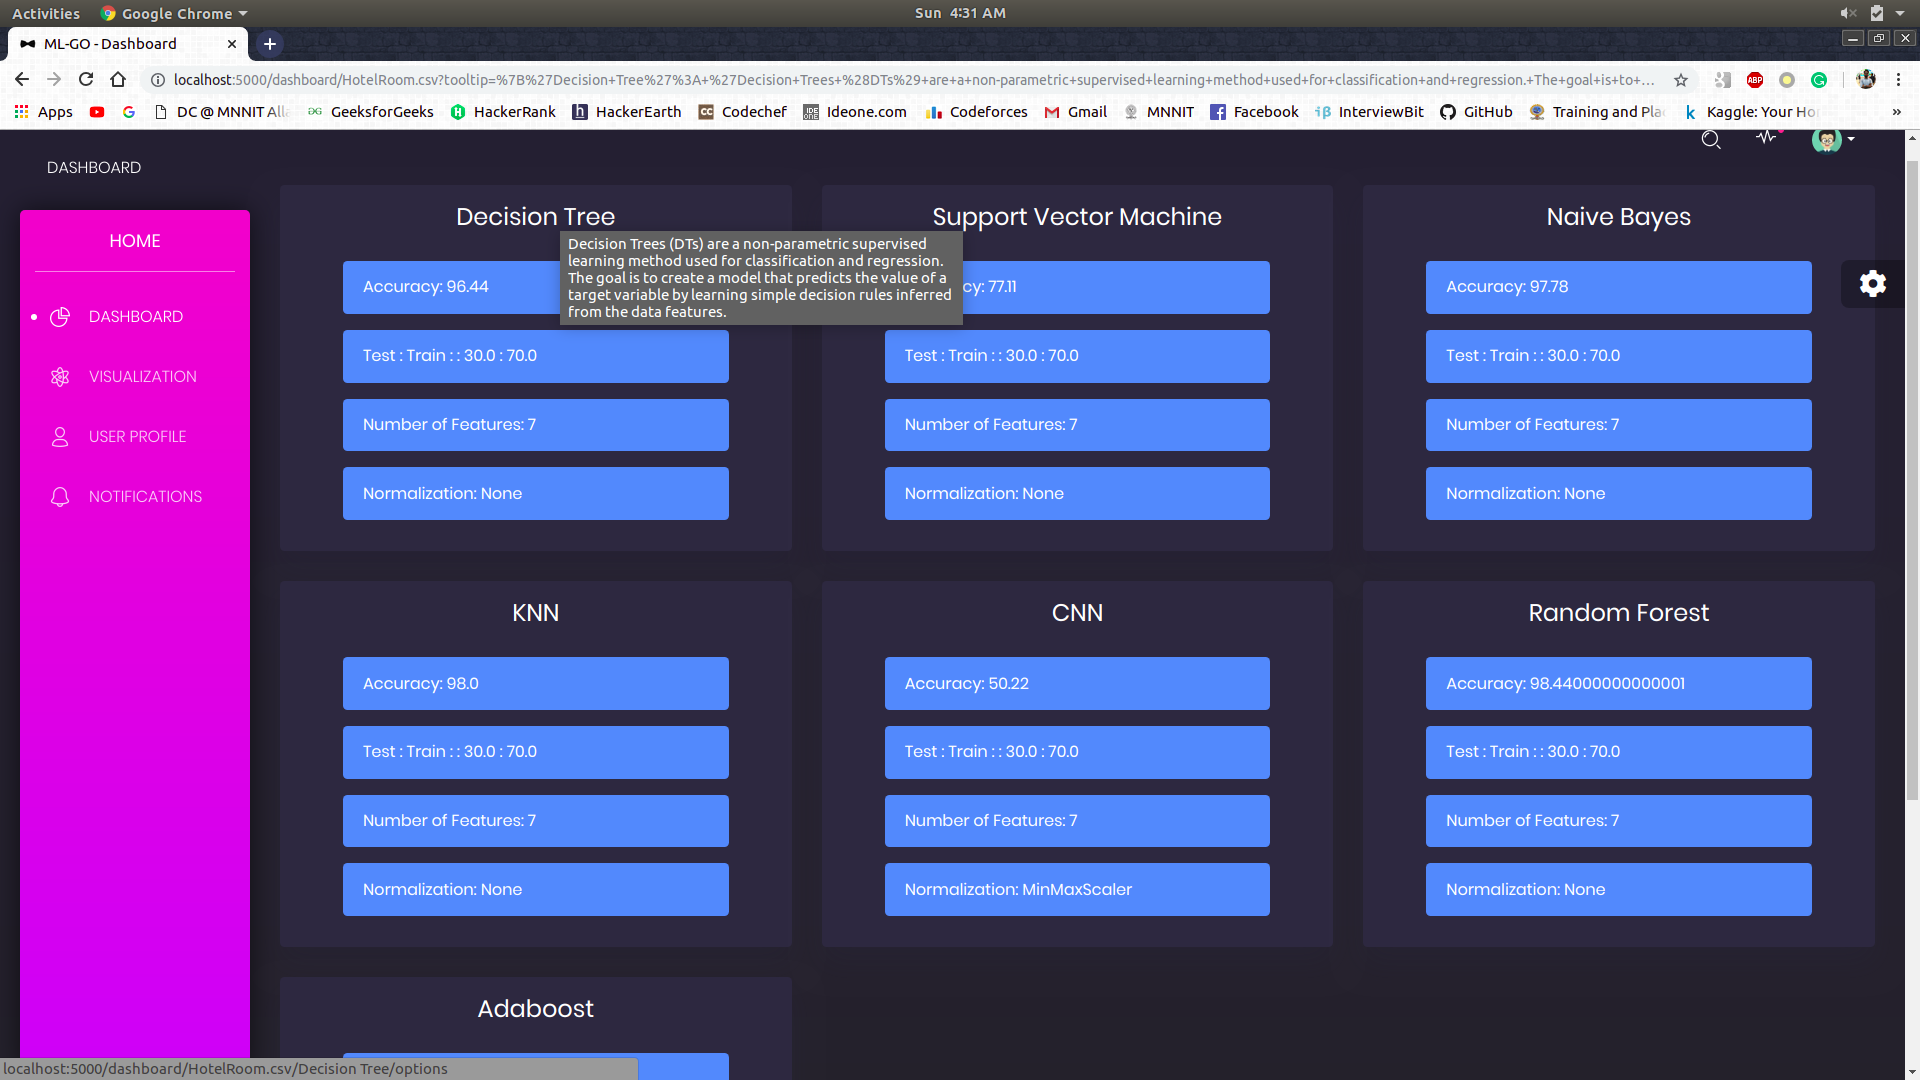 Activities
Google Chrome
Sun 4:31 AM
ML-GO - Dashboard
localhost:5000/dashboard/HotelRoom.csv?tooltip=%7B%27Decision+Tree%27%3A+%27Decision+Trees+%28DTs%29+are+a+non-parametric+supervised+learning+method+used+for+classification+and+regression.+The+goal+is+to+...
ABP
Apps
DC @ MNNIT Alla
GeeksforGeeks
HackerRank
HackerEarth
Codechef
Ideone.com
Codeforces
Gmail
MNNIT
Facebook
InterviewBit
GitHub
Training and Pla
Kaggle: Your Ho
DASHBOARD
HOME
DASHBOARD
VISUALIZATION
USER PROFILE
NOTIFICATIONS
Decision Tree
Decision Trees (DTs) are a non-parametric supervised
learning method used for classification and regression.
The goal is to create a model that predicts the value of a
target variable by learning simple decision rules inferred
from the data features.
Accuracy: 96.44
Test : Train : : 30.0 : 70.0
Number of Features: 7
Normalization: None
Support Vector Machine
cy: 77.11
Test : Train : : 30.0 : 70.0
Number of Features: 7
Normalization: None
Naive Bayes
Accuracy: 97.78
Test : Train : : 30.0 : 70.0
Number of Features: 7
Normalization: None
KNN
Accuracy: 98.0
Test : Train : : 30.0 : 70.0
Number of Features: 7
Normalization: None
CNN
Accuracy: 50.22
Test : Train : : 30.0 : 70.0
Number of Features: 7
Normalization: MinMaxScaler
Random Forest
Accuracy: 98.44000000000001
Test : Train : : 30.0 : 70.0
Number of Features: 7
Normalization: None
Adaboost
localhost:5000/dashboard/HotelRoom.csv/Decision Tree/options